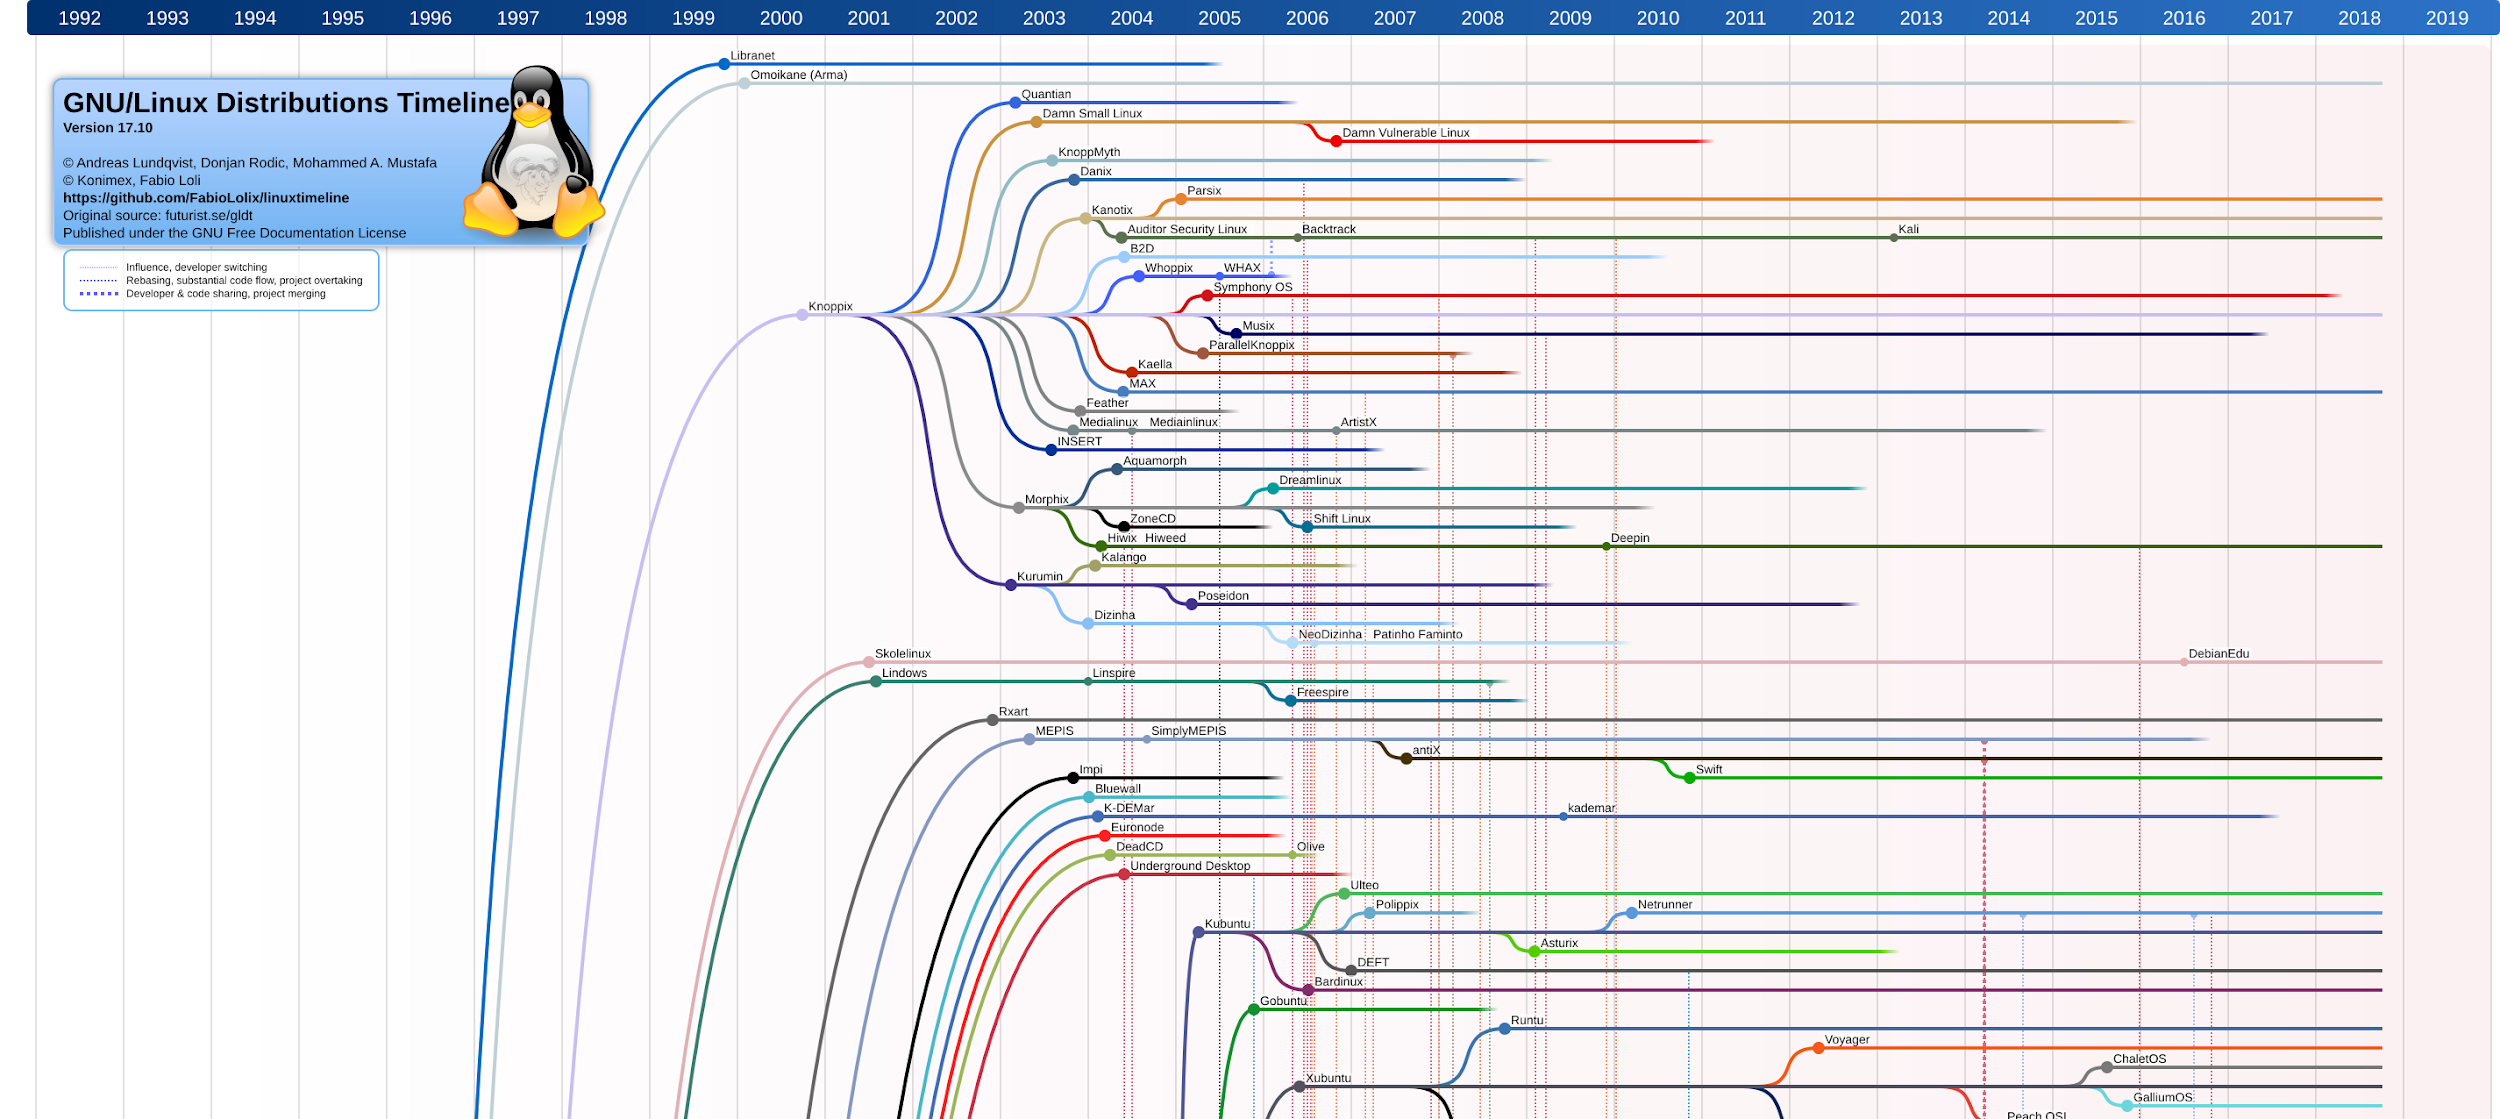 1992 1993 1994 1995 1996 1997 1998 1999 2000 2001 2002 2003 2004 2005 2006 2007 2008 2009 2010 2011 2012 2013 2014 2015 2016 2017 2018 2019
GNU/Linux Distributions Timeline
Version 17.10
© Andreas Lundqvist, Donjan Rodic, Mohammed A. Mustafa
© Konimex, Fabio Loli
https://github.com/FabioLolix/linuxtimeline
Original source: futurist.se/gldt
Published under the GNU Free Documentation License
Influence, developer switching
Rebasing, substantial code flow, project overtaking
Developer & code sharing, project merging
Libranet
Omoikane (Arma)
Quantian
Damn Small Linux
Damn Vulnerable Linux
KnoppMyth
Danix
Parsix
Kanotix
Auditor Security Linux Backtrack Kali
B2D
Whoppix WHAX
Symphony OS
Knoppix
Musix
ParallelKnoppix
Kaella
MAX
Feather
Medialinux Mediainlinux ArtistX
INSERT
Aquamorph
Dreamlinux
Morphix
ZoneCD Shift Linux
Hiwix Hiweed Deepin
Kalango
Kurumin
Poseidon
Dizinha
NeoDizinha Patinho Faminto
Skolelinux DebianEdu
Lindows Linspire
Freespire
Rxart
MEPIS SimplyMEPIS
antiX
Impi Swift
Bluewall
K-DEMar kademar
Euronode
DeadCD Olive
Underground Desktop
Ulteo
Polippix Netrunner
Kubuntu
Asturix
DEFT
Bardinux
Gobuntu
Runtu
Voyager
ChaletOS
Xubuntu
GalliumOS
Peach OSI